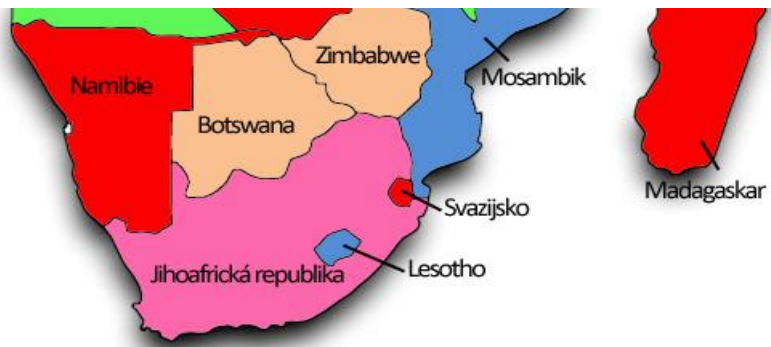 Zimbabwe
Mosambik
Namibie
Botswana
Madagaskar
Svazijsko
Jihoafrická republika
Lesotho